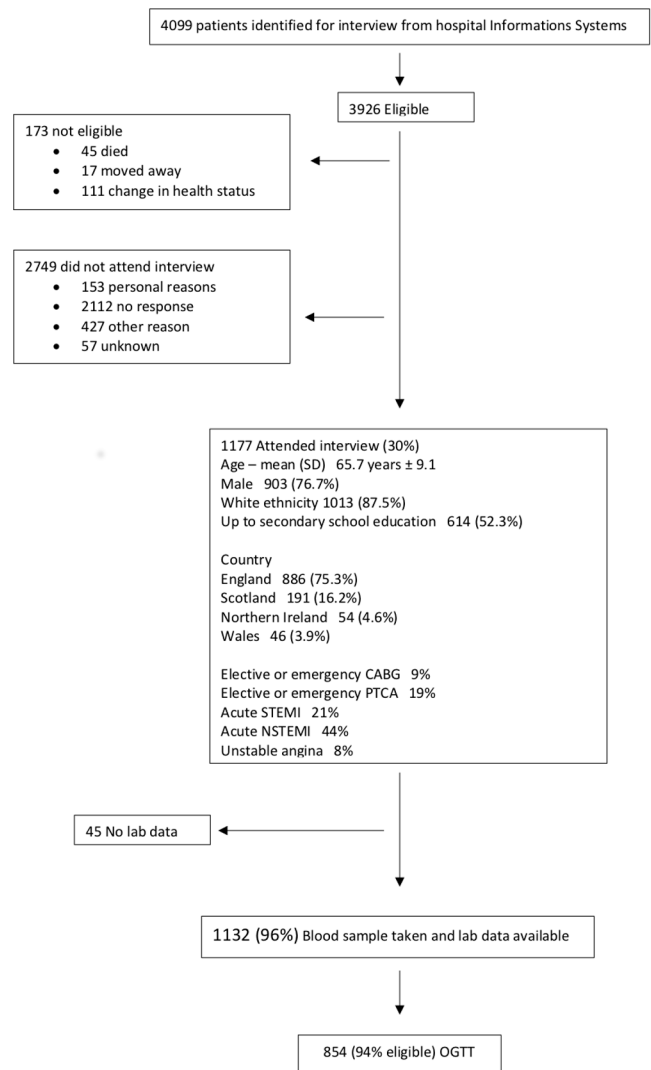 4099 patients identified for interview from hospital Informations Systems
3926 Eligible
173 not eligible
• 45 died
• 17 moved away
• 111 change in health status
2749 did not attend interview
• 153 personal reasons
• 2112 no response
• 427 other reason
• 57 unknown
1177 Attended interview (30%)
Age – mean (SD) 65.7 years ± 9.1
Male 903 (76.7%)
White ethnicity 1013 (87.5%)
Up to secondary school education 614 (52.3%)
Country
England 886 (75.3%)
Scotland 191 (16.2%)
Northern Ireland 54 (4.6%)
Wales 46 (3.9%)
Elective or emergency CABG 9%
Elective or emergency PTCA 19%
Acute STEMI 21%
Acute NSTEMI 44%
Unstable angina 8%
45 No lab data
1132 (96%) Blood sample taken and lab data available
854 (94% eligible) OGTT